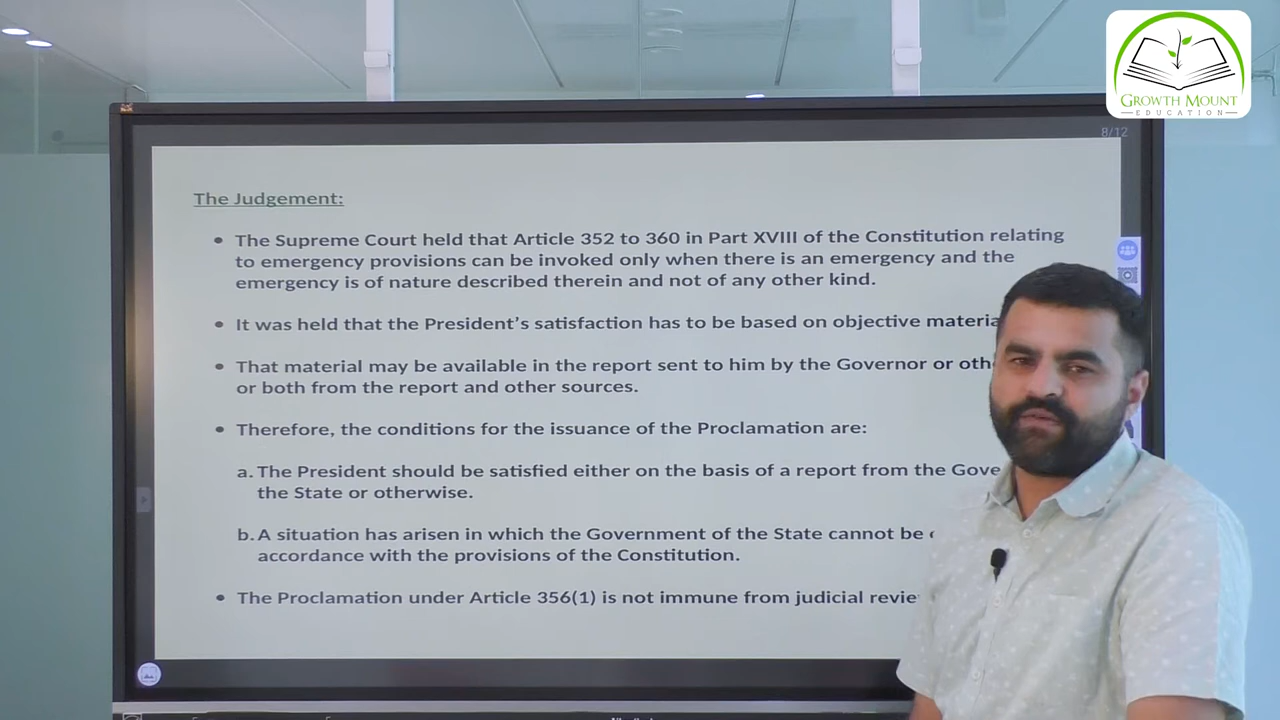 GROWTH MOUNT
EDUCATION
8/12
The Judgement:
• The Supreme Court held that Article 352 to 360 in Part XVIII of the Constitution relating
to emergency provisions can be invoked only when there is an emergency and the
emergency is of nature described therein and not of any other kind.
• It was held that the President's satisfaction has to be based on objective
• That material may be available in the report sent to him by the Governor or
or both from the report and other sources.
• Therefore, the conditions for the issuance of the Proclamation are:
a. The President should be satisfied either on the basis of a report from the
the State or otherwise.
b. A situation has arisen in which the Government of the State cannot be
accordance with the provisions of the Constitution.
• The Proclamation under Article 356(1) is not immune from judicial